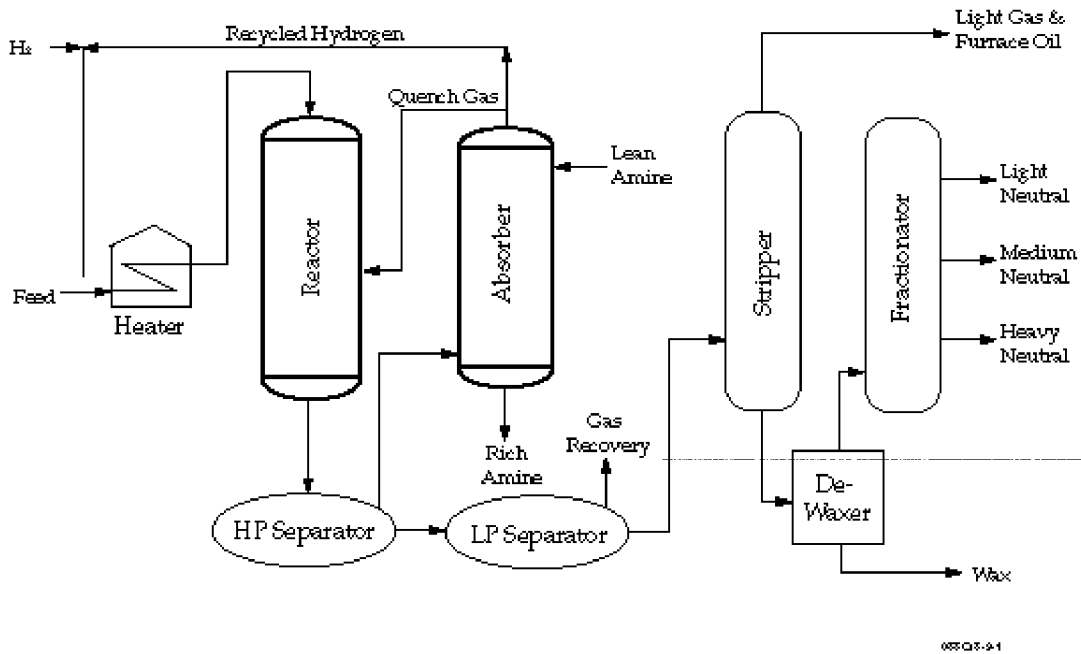 Light Gas &
Furnace Oil
Recycled Hydrogen
H₂
Quench Gas
Lean
Amine
Light
Neutral
Reactor
Absorber
Stripper
Fractionator
Medium
Neutral
Feed
Heater
Heavy
Neutral
Gas
Recovery
Rich
Amine
De-
Waxer
HP Separator
LP Separator
Wax